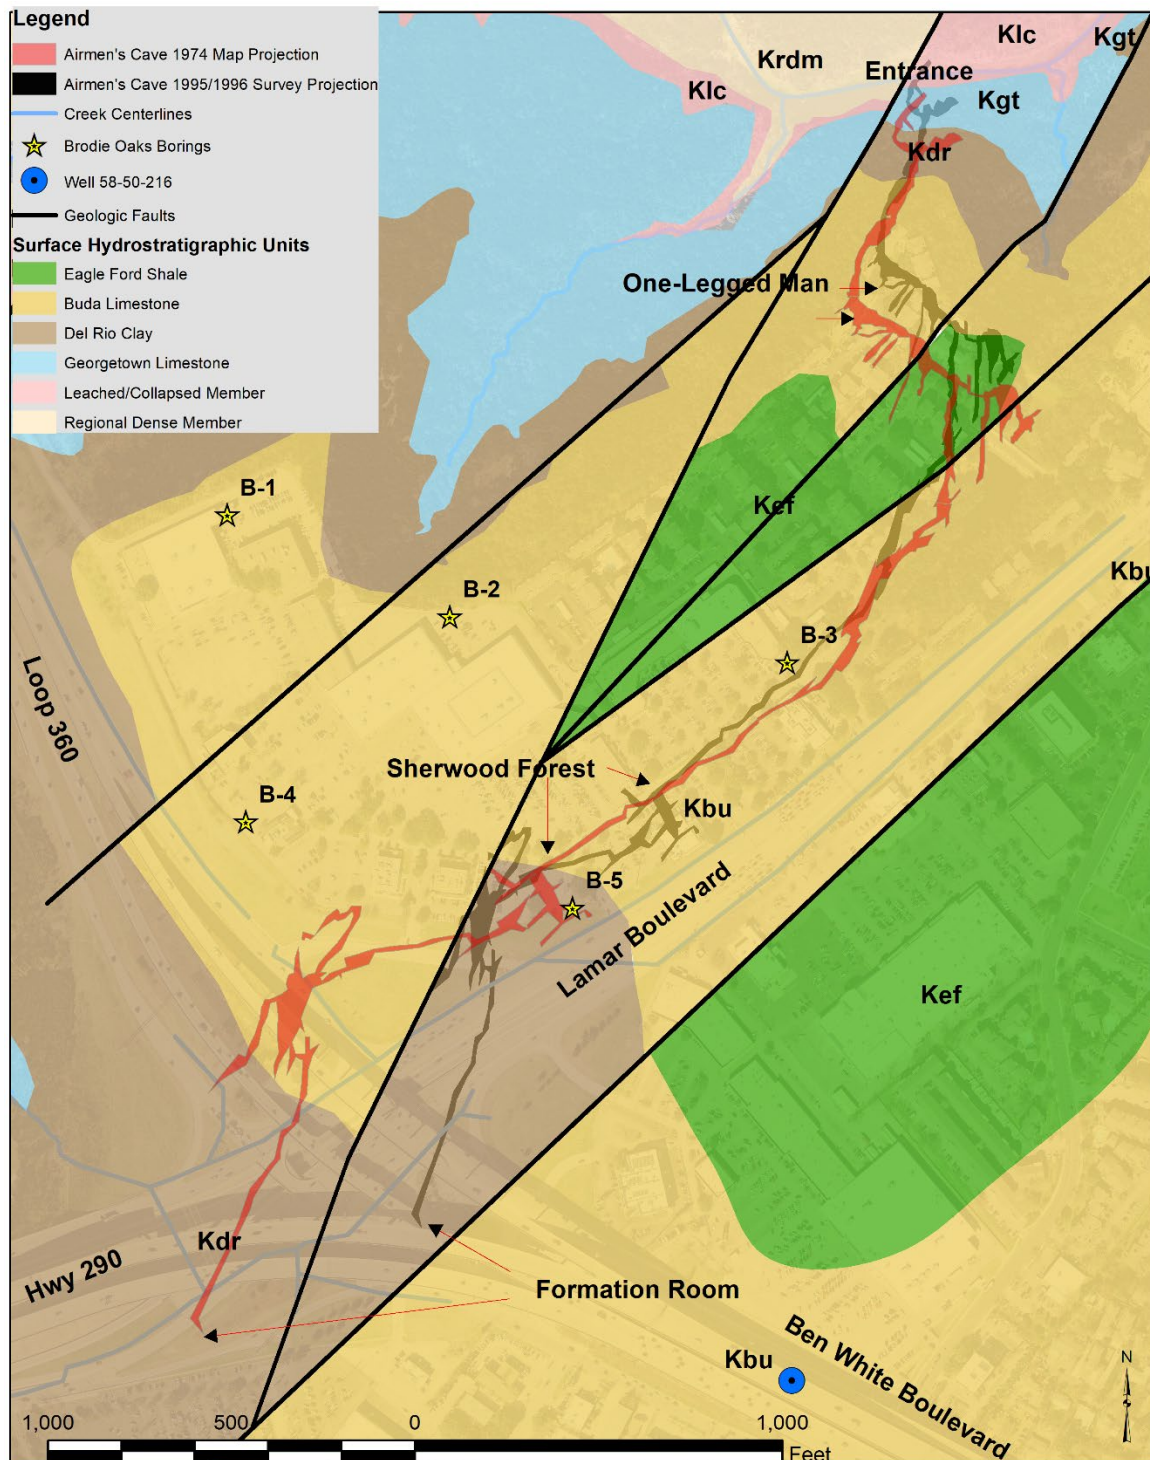 Legend
Airmen's Cave 1974 Map Projection
Airmen's Cave 1995/1996 Survey Projection
Creek Centerlines
Brodie Oaks Borings
Well 58-50-216
Geologic Faults
Surface Hydrostratigraphic Units
Eagle Ford Shale
Buda Limestone
Del Rio Clay
Georgetown Limestone
Leached/Collapsed Member
Regional Dense Member
Klc
Kgt
Krdm
Entrance
Klc
Kgt
Kdr
One-Legged Man
B-1
Kef
Kbu
B-2
B-3
Loop 360
Sherwood Forest
B-4
Kbu
B-5
Lamar Boulevard
Kef
Kdr
Hwy 290
Formation Room
Ben White Boulevard
Kbu
N
1,000 500 0 1,000
Feet